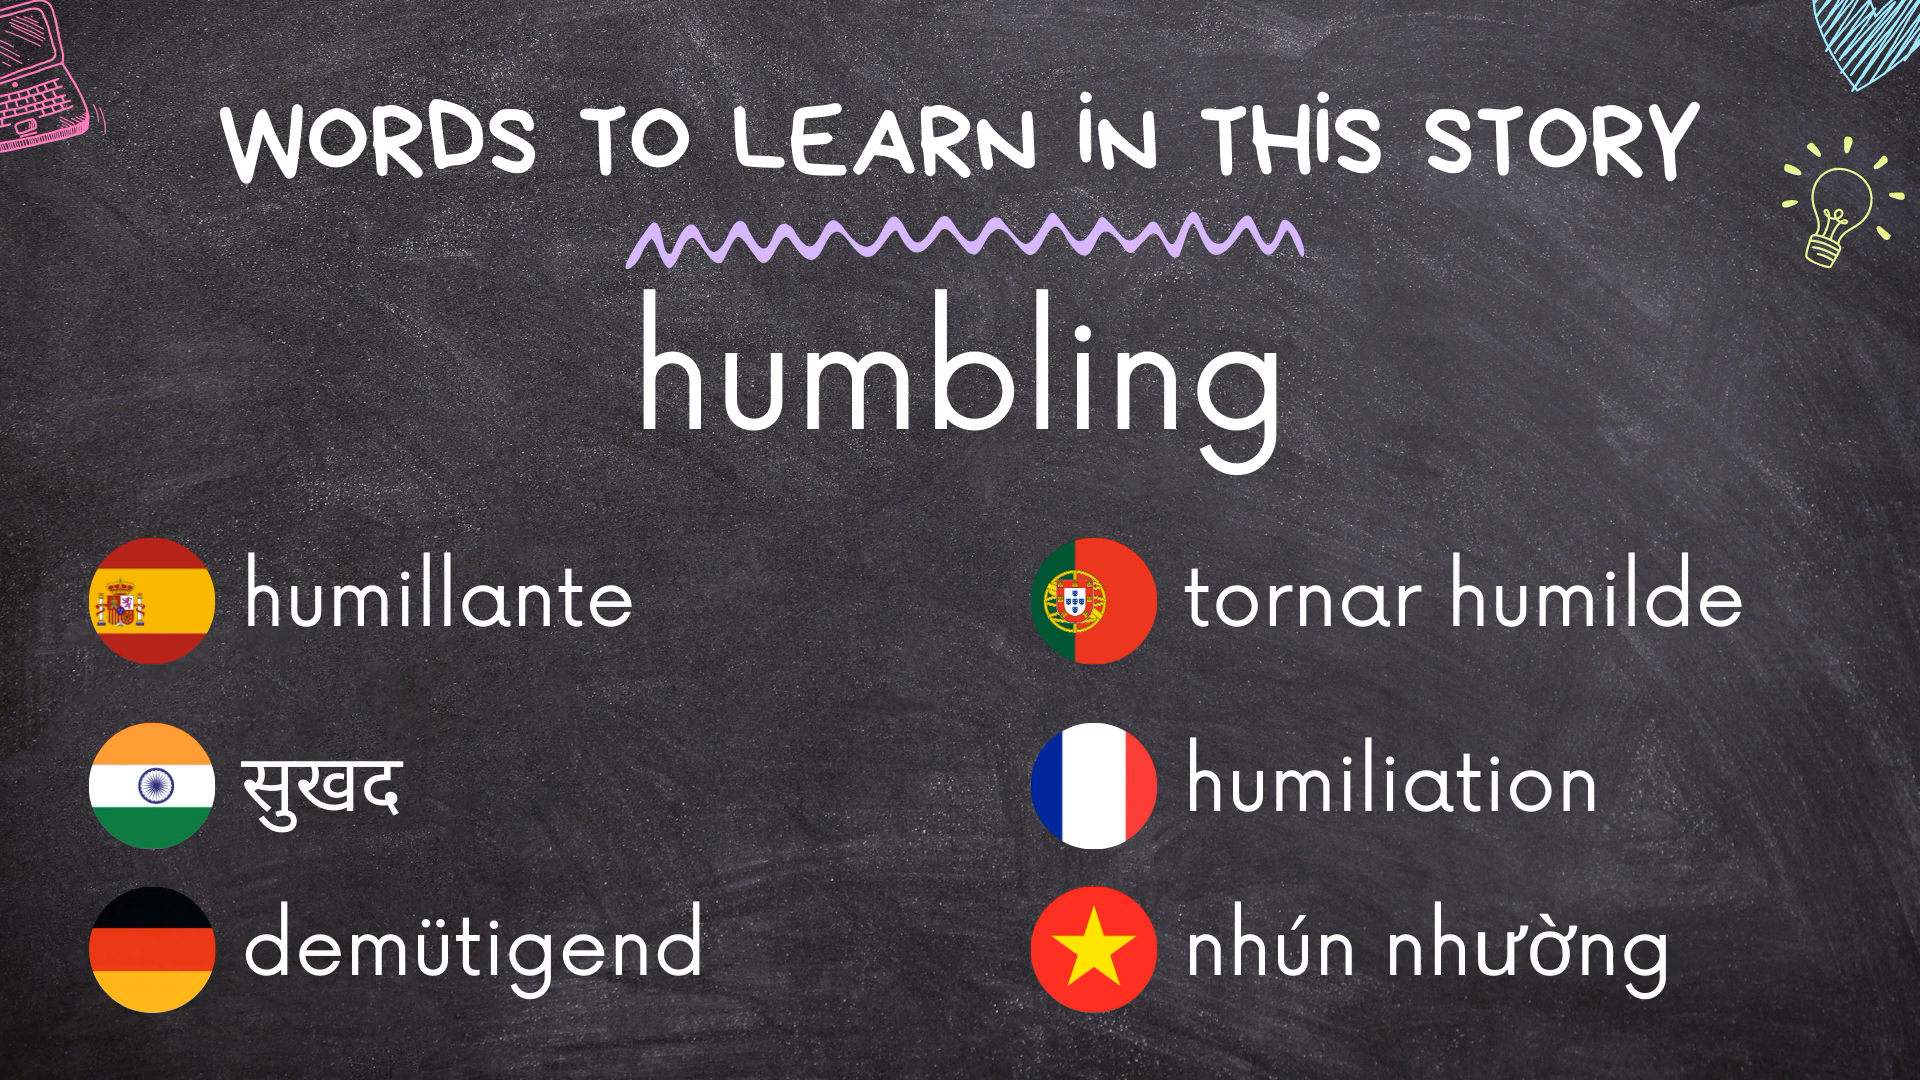 WORDS TO LEARN IN THIS STORY
humbling
humillante
tornar humilde
सुखद
humiliation
demütigend
nhún nhường